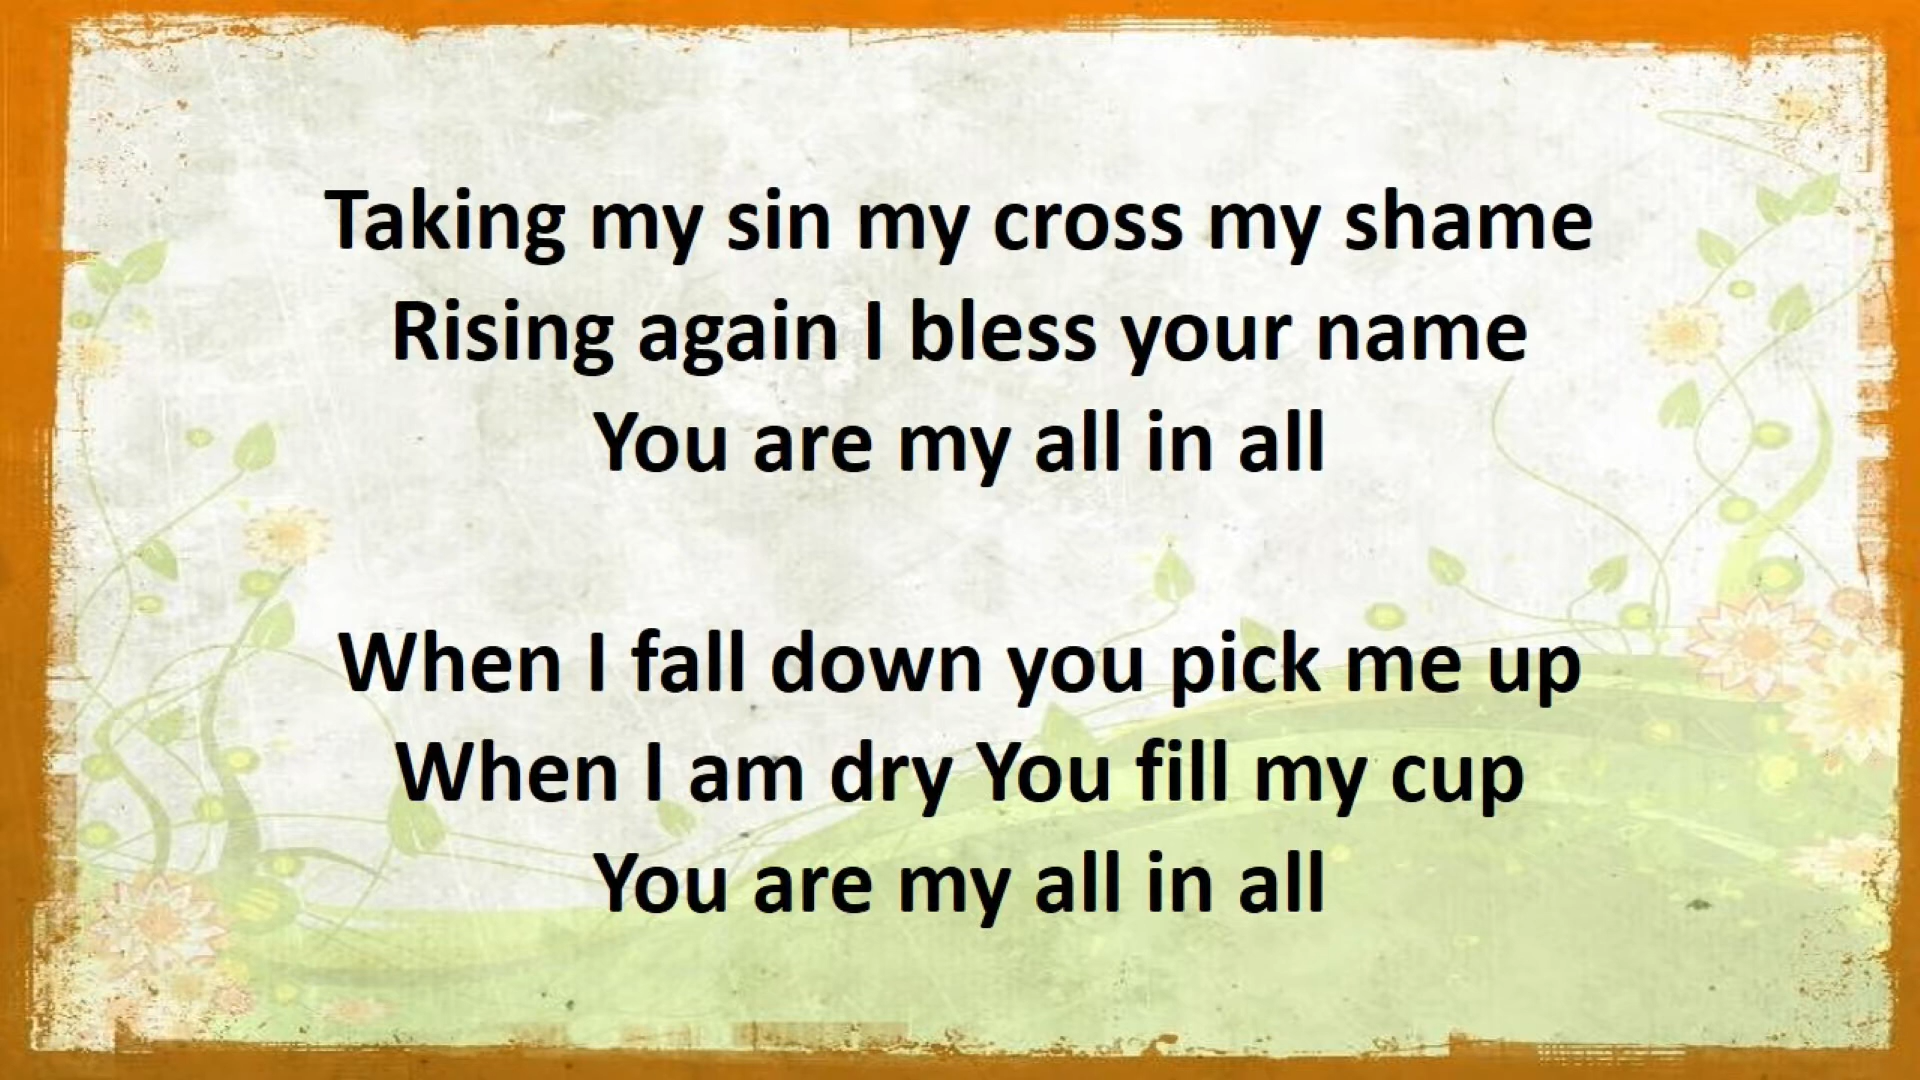 Taking my sin my cross my shame
Rising again I bless your name
You are my all in all
When I fall down you pick me up
When I am dry You fill my cup
You are my all in all